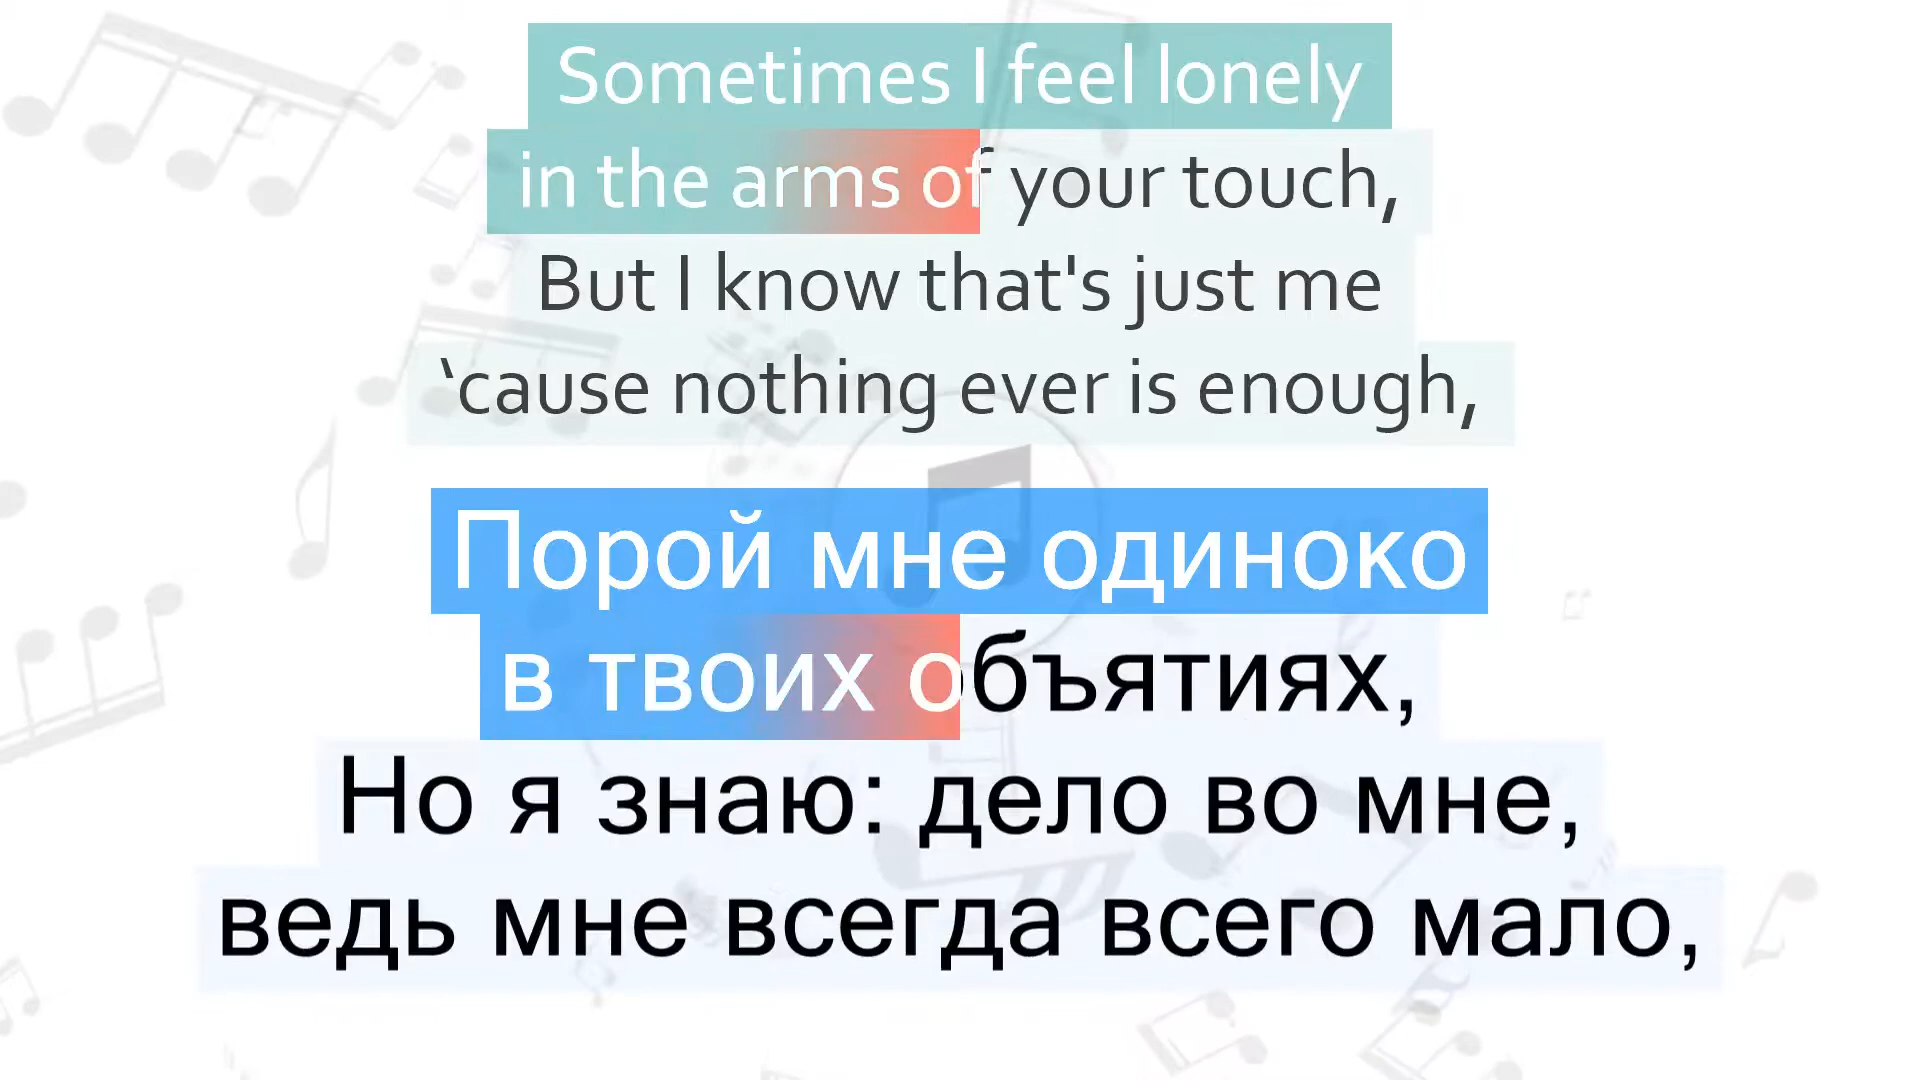 Sometimes I feel lonely
in the arms of your touch,
But I know that's just me
‘cause nothing ever is enough,
Порой мне одиноко
в твоих объятиях,
Но я знаю: дело во мне,
ведь мне всегда всего мало,